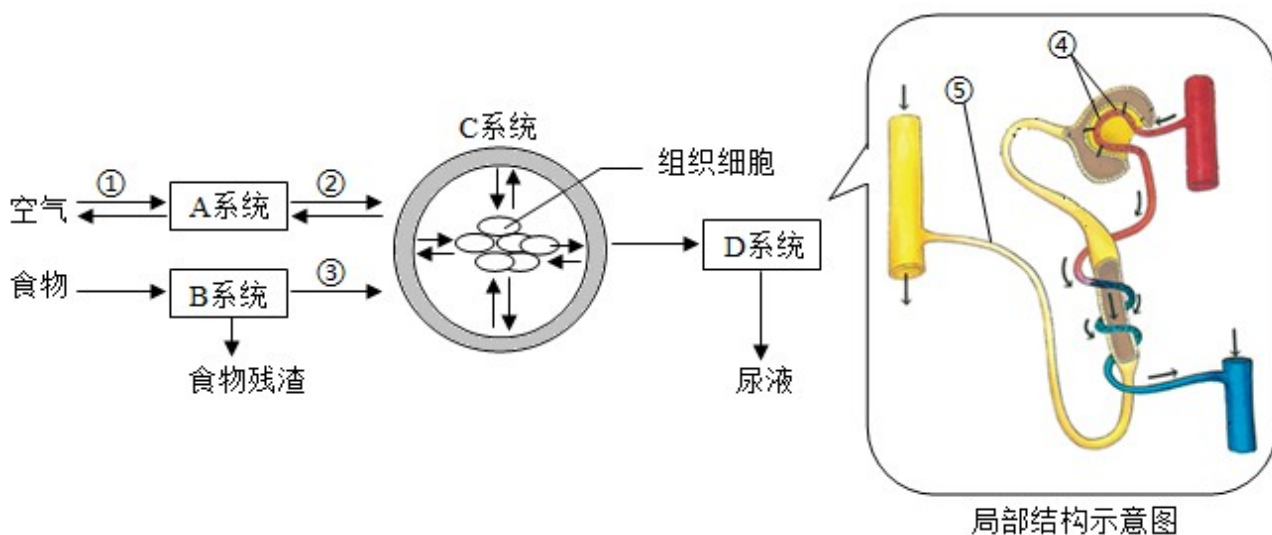 C系统
组织细胞
空气
①
A系统
②
食物
B系统
③
食物残渣
D系统
尿液
④
⑤
局部结构示意图